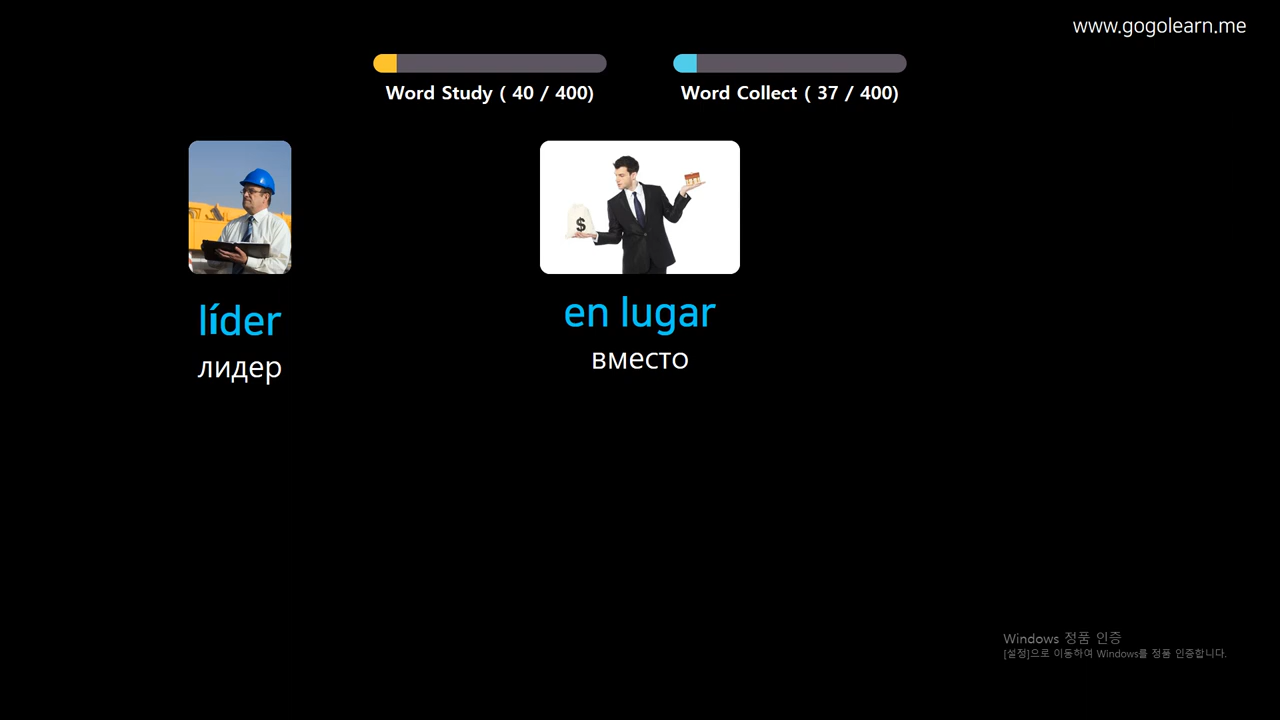 www.gogolearn.me
Word Study ( 40 / 400)
Word Collect ( 37 / 400)
$
líder
лидер
en lugar
вместо
Windows 정품 인증
[설정]으로 이동하여 Windows를 정품 인증합니다.